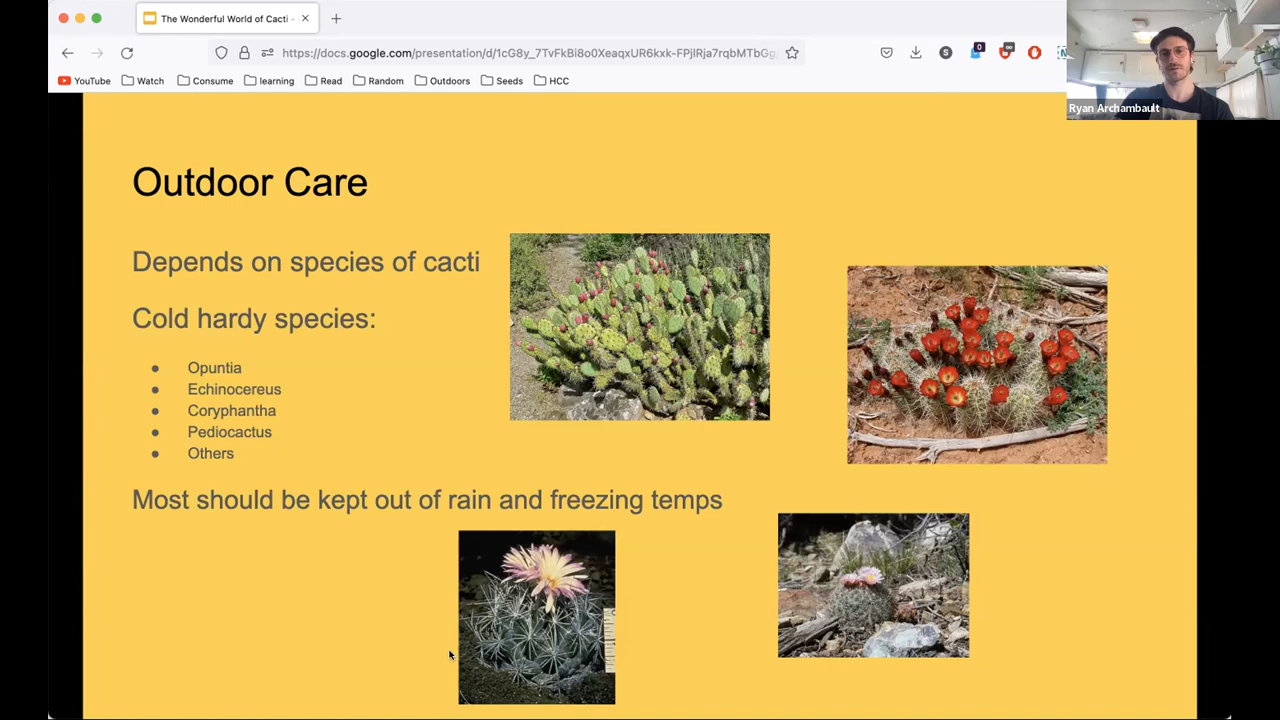 The Wonderful World of Cacti -
https://docs.google.com/presentation/d/1cG8y_7TvFkBi8o0XeaqxUR6kxk-FPjlRja7rqbMTbGg
YouTube Watch Consume learning Read Random Outdoors Seeds HCC
Ryan Archambault
Outdoor Care
Depends on species of cacti
Cold hardy species:
● Opuntia
● Echinocereus
● Coryphantha
● Pediocactus
● Others
Most should be kept out of rain and freezing temps